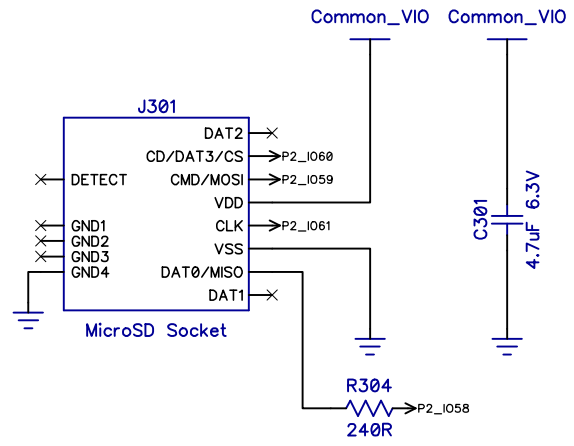 Common_VIO Common_VIO
J301
DAT2
CD/DAT3/CS P2_IO60
DETECT CMD/MOSI P2_IO59
VDD
GND1 CLK P2_IO61
GND2
GND3 VSS
GND4 DAT0/MISO
DAT1
MicroSD Socket
C301
4.7uF 6.3V
R304
P2_IO58
240R